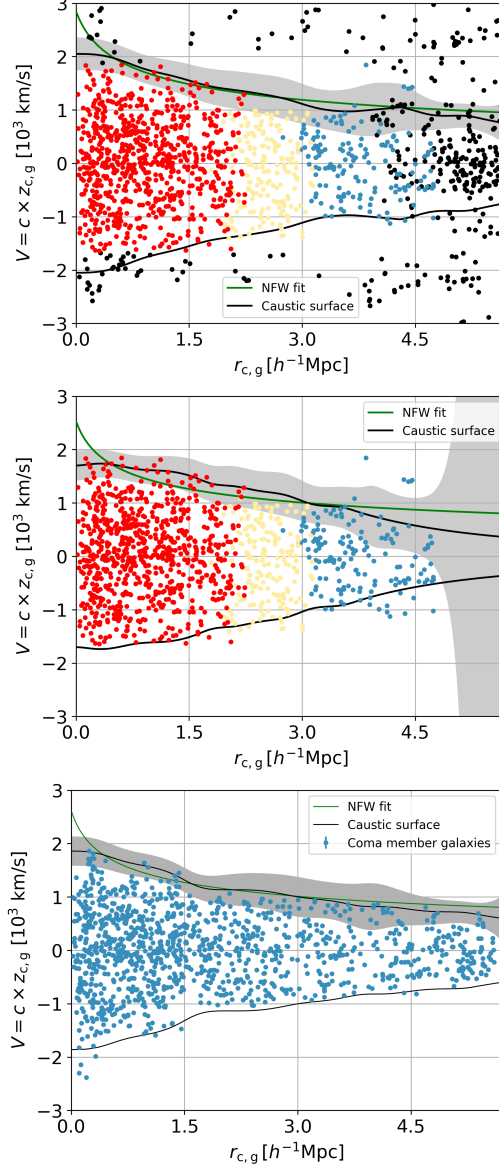 3
2
1
0
−1
−2
−3
V = c × z_{c, g} [10^3 km/s]
NFW fit
Caustic surface
0.0 1.5 3.0 4.5
r_{c, g} [h^{-1}Mpc]
3
2
1
0
−1
−2
−3
V = c × z_{c, g} [10^3 km/s]
NFW fit
Caustic surface
0.0 1.5 3.0 4.5
r_{c, g} [h^{-1}Mpc]
3
2
1
0
−1
−2
−3
V = c × z_{c, g} [10^3 km/s]
NFW fit
Caustic surface
Coma member galaxies
0.0 1.5 3.0 4.5
r_{c, g} [h^{-1}Mpc]